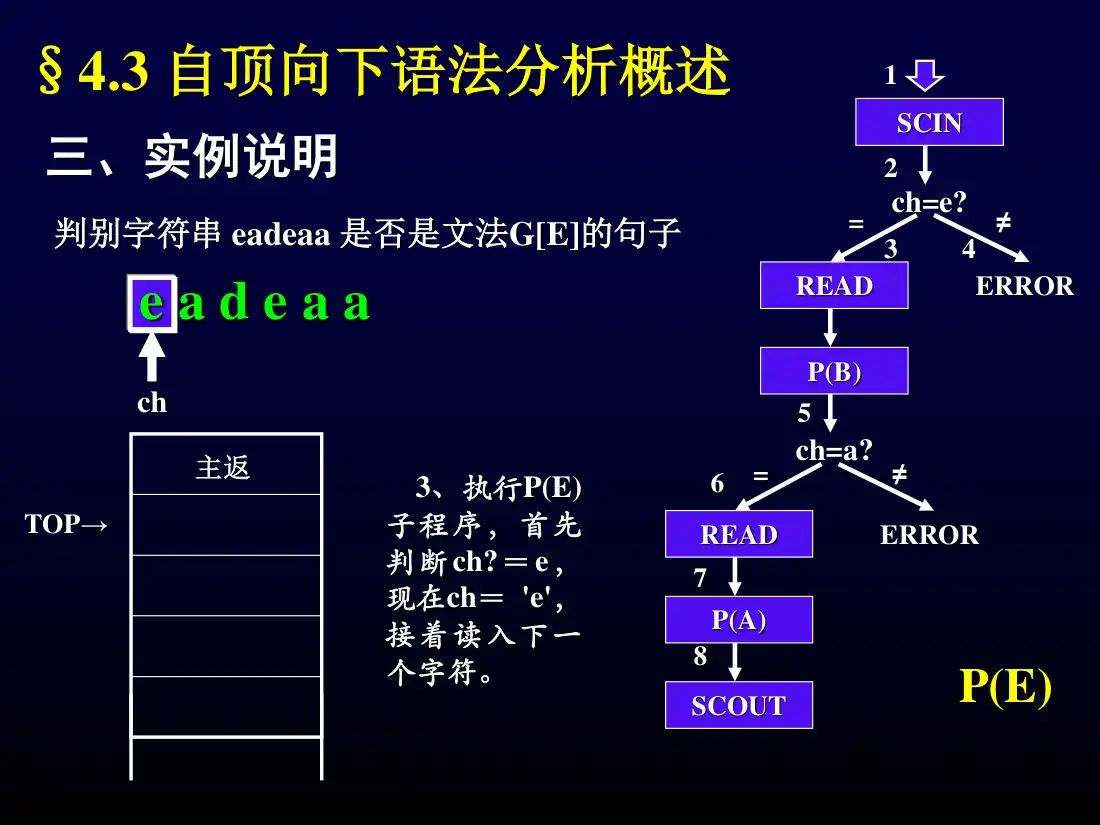 §4.3 自顶向下语法分析概述
三、实例说明
判别字符串 eadeaa 是否是文法G[E]的句子
e a d e a a
ch
主返
TOP→
3、执行P(E)
子程序，首先
判断ch?＝e，
现在ch＝ 'e'，
接着读入下一
个字符。
1
SCIN
2
ch=e?
= ≠
3 4
READ ERROR
P(B)
5
ch=a?
6 = ≠
READ ERROR
7
P(A)
8
SCOUT
P(E)